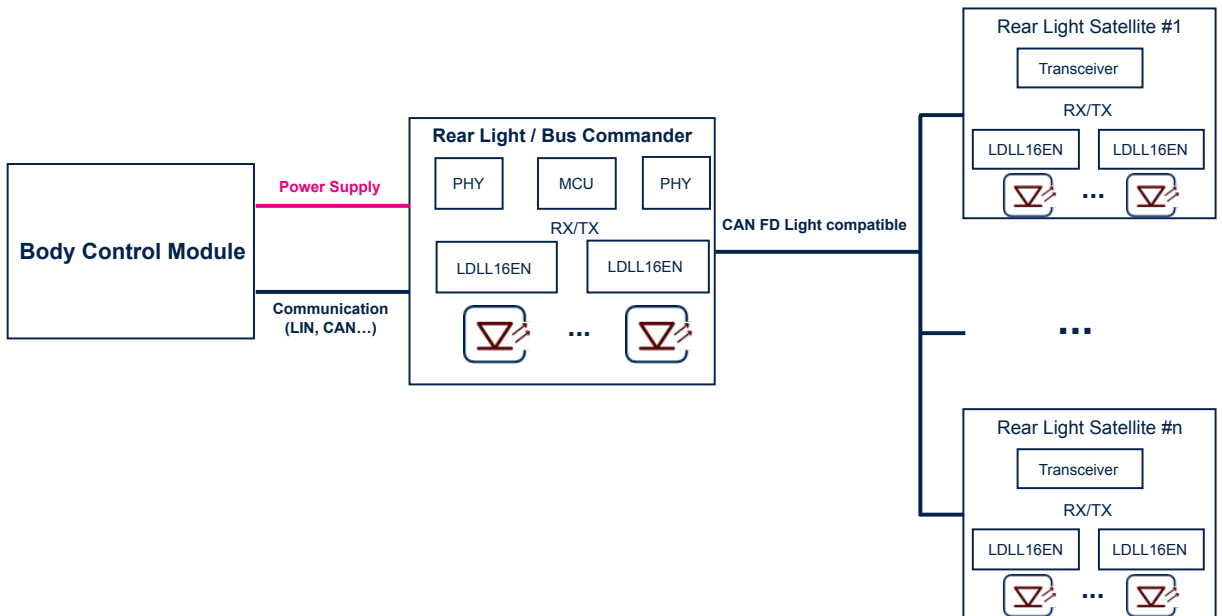 Body Control Module
Power Supply
Communication
(LIN, CAN…)
Rear Light / Bus Commander
PHY
MCU
PHY
RX/TX
LDLL16EN
LDLL16EN
...
CAN FD Light compatible
Rear Light Satellite #1
Transceiver
RX/TX
LDLL16EN
LDLL16EN
...
...
Rear Light Satellite #n
Transceiver
RX/TX
LDLL16EN
LDLL16EN
...